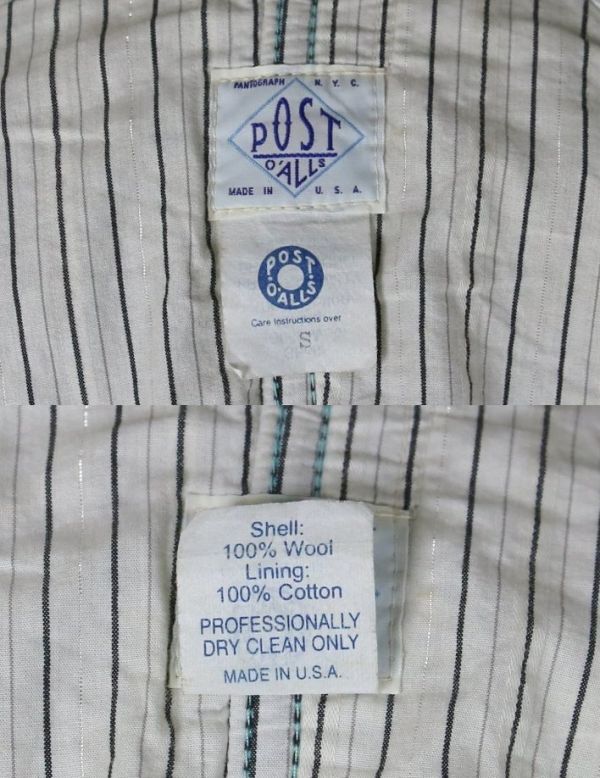 PANTOGRAPH N. Y. C.
POST
O'ALLS
MADE IN U. S. A.
POST
O'ALLS
Care instructions over
S
Shell:
100% Wool
Lining:
100% Cotton
PROFESSIONALLY
DRY CLEAN ONLY
MADE IN U.S.A.